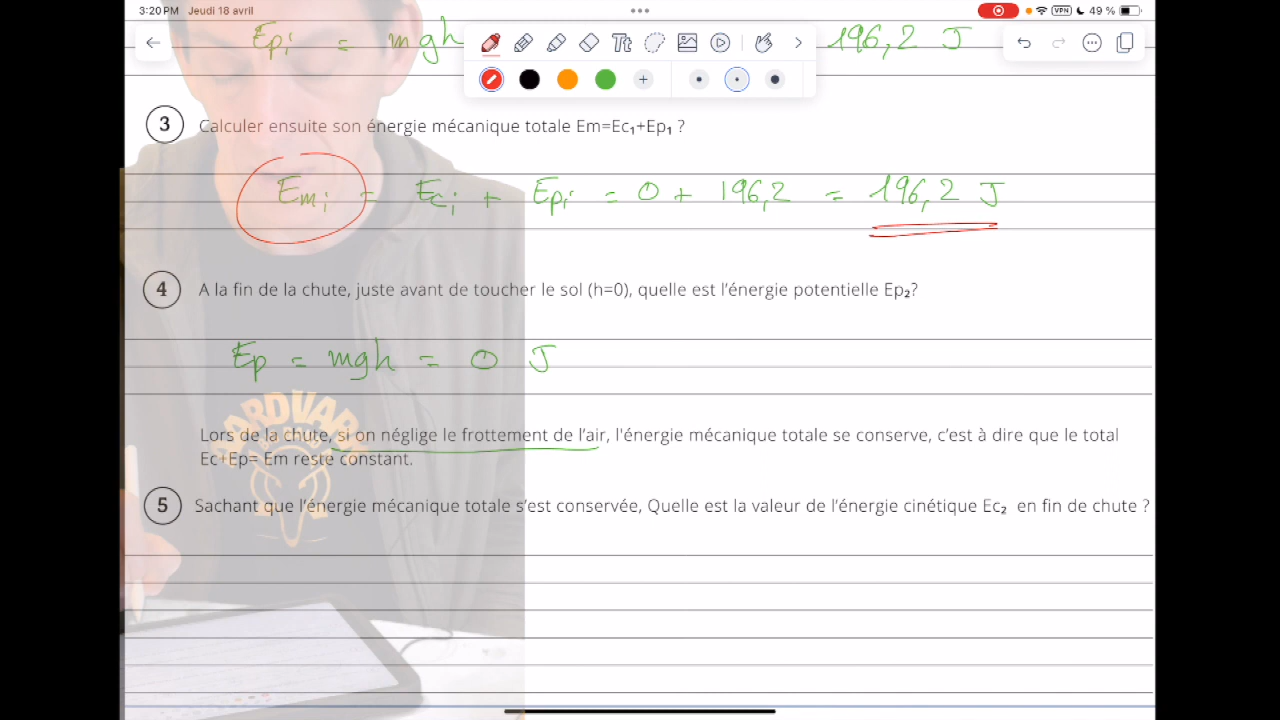 3:20 PM Jeudi 18 avril
VPN 49 %
Epi = mgh 196,2 J
Tt
3 Calculer ensuite son énergie mécanique totale Em=Ec₁+Ep₁ ?
Emi = Eci + Epi = 0 + 196,2 = 196,2 J
4 A la fin de la chute, juste avant de toucher le sol (h=0), quelle est l'énergie potentielle Ep₂?
Ep = mgh = 0 J
AARDVARK
Lors de la chute, si on néglige le frottement de l'air, l'énergie mécanique totale se conserve, c'est à dire que le total
Ec+Ep= Em reste constant.
5 Sachant que l'énergie mécanique totale s'est conservée, Quelle est la valeur de l'énergie cinétique Ec₂ en fin de chute ?